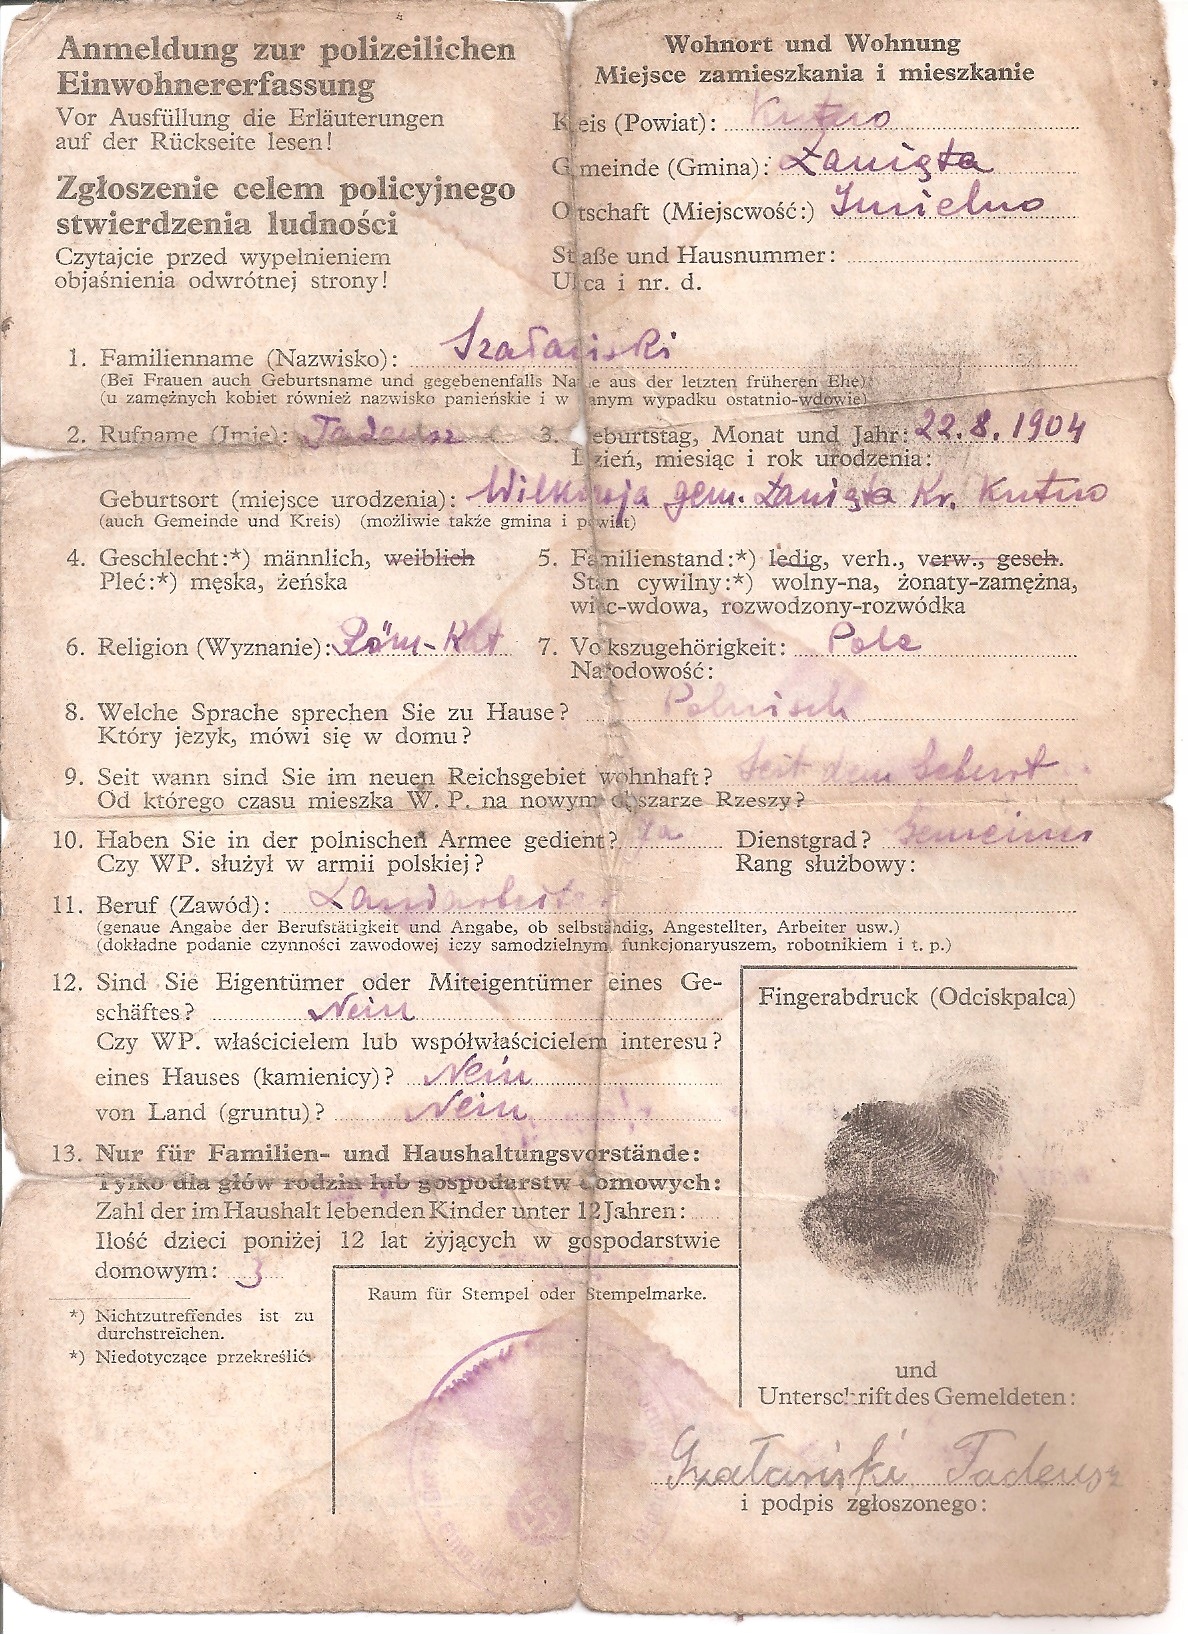 Anmeldung zur polizeilichen
Einwohnererfassung
Vor Ausfüllung die Erläuterungen
auf der Rückseite lesen!
Zgłoszenie celem policyjnego
stwierdzenia ludności
Czytajcie przed wypełnieniem
objaśnienia odwrótnej strony!
Wohnort und Wohnung
Miejsce zamieszkania i mieszkanie
Kreis (Powiat): Kutno
Gemeinde (Gmina): Łanięta
Ortschaft (Miejscwość:) Imielno
Staße und Hausnummer:
Ulca i nr. d.
1. Familienname (Nazwisko): Szałański
(Bei Frauen auch Geburtsname und gegebenenfalls Name aus der letzten früheren Ehe)
(u zamężnych kobiet również nazwisko panieńskie i w danym wypadku ostatnio-wdowie)
2. Rufname (Jmię): Tadeusz 3. Geburtstag, Monat und Jahr: 22.8.1904
Dzień, miesiąc i rok urodzenia:
Geburtsort (miejsce urodzenia): Wilkowja gem. Łanięta Kr. Kutno
(auch Gemeinde und Kreis) (możliwie także gmina i powiat)
4. Geschlecht:*) männlich, weiblich
Płeć:*) męska, żeńska
5. Familienstand:*) ledig, verh., verw., gesch.
Stan cywilny:*) wolny-na, żonaty-zamężna,
wiąc-wdowa, rozwodzony-rozwódka
6. Religion (Wyznanie): Röm-Kat 7. Volkszugehörigkeit: Pole
Narodowość:
8. Welche Sprache sprechen Sie zu Hause? Polnisch
Który język, mówi się w domu?
9. Seit wann sind Sie im neuen Reichsgebiet wohnhaft? Seit dem Geburt
Od którego czasu mieszka W. P. na nowym obszarze Rzeszy?
10. Haben Sie in der polnischen Armee gedient? Ja Dienstgrad? Gemeiner
Czy WP. służył w armii polskiej? Rang służbowy:
11. Beruf (Zawód): Landarbeiter
(genaue Angabe der Berufstätigkeit und Angabe, ob selbständig, Angestellter, Arbeiter usw.)
(dokładne podanie czynności zawodowej iczy samodzielnym, funkcjonaryuszem, robotnikiem i t. p.)
12. Sind Sie Eigentümer oder Miteigentümer eines Ge-
schäftes? Nein
Czy WP. właścicielem lub współwłaścicielem interesu?
eines Hauses (kamienicy)? Nein
von Land (gruntu)? Nein
13. Nur für Familien- und Haushaltungsvorstände:
Tylko dla głów rodzin lub gospodarstw domowych:
Zahl der im Haushalt lebenden Kinder unter 12 Jahren:
Ilość dzieci poniżej 12 lat żyjących w gospodarstwie
domowym: 3
*) Nichtzutreffendes ist zu
durchstreichen.
*) Niedotyczące przekreślić.
Raum für Stempel oder Stempelmarke.
Fingerabdruck (Odciskpalca)
und
Unterschrift des Gemeldeten:
Szałański Tadeusz
i podpis zgłoszonego: